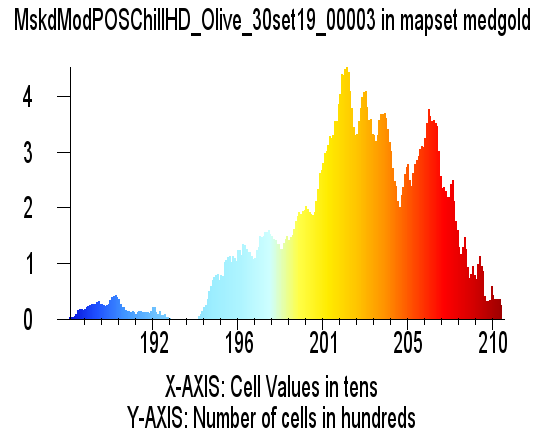 MskdModPOSChillHD_Olive_30set19_00003 in mapset medgold
4
3
2
1
0
192 196 201 205 210
X-AXIS: Cell Values in tens
Y-AXIS: Number of cells in hundreds